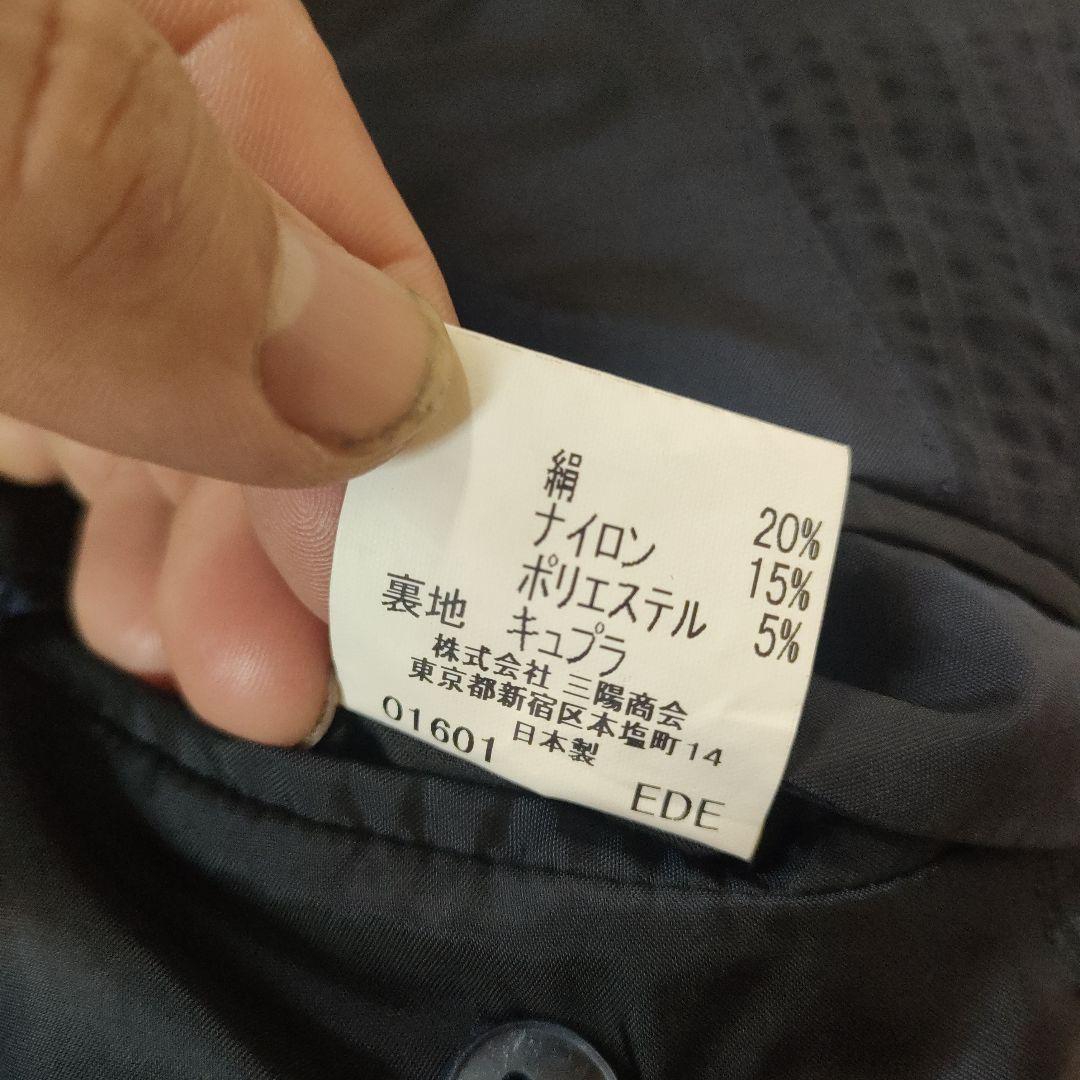 絹 20%
ナイロン 15%
ポリエステル 5%
裏地 キュプラ
株式会社 三陽商会
東京都新宿区本塩町14
01601 日本製
EDE